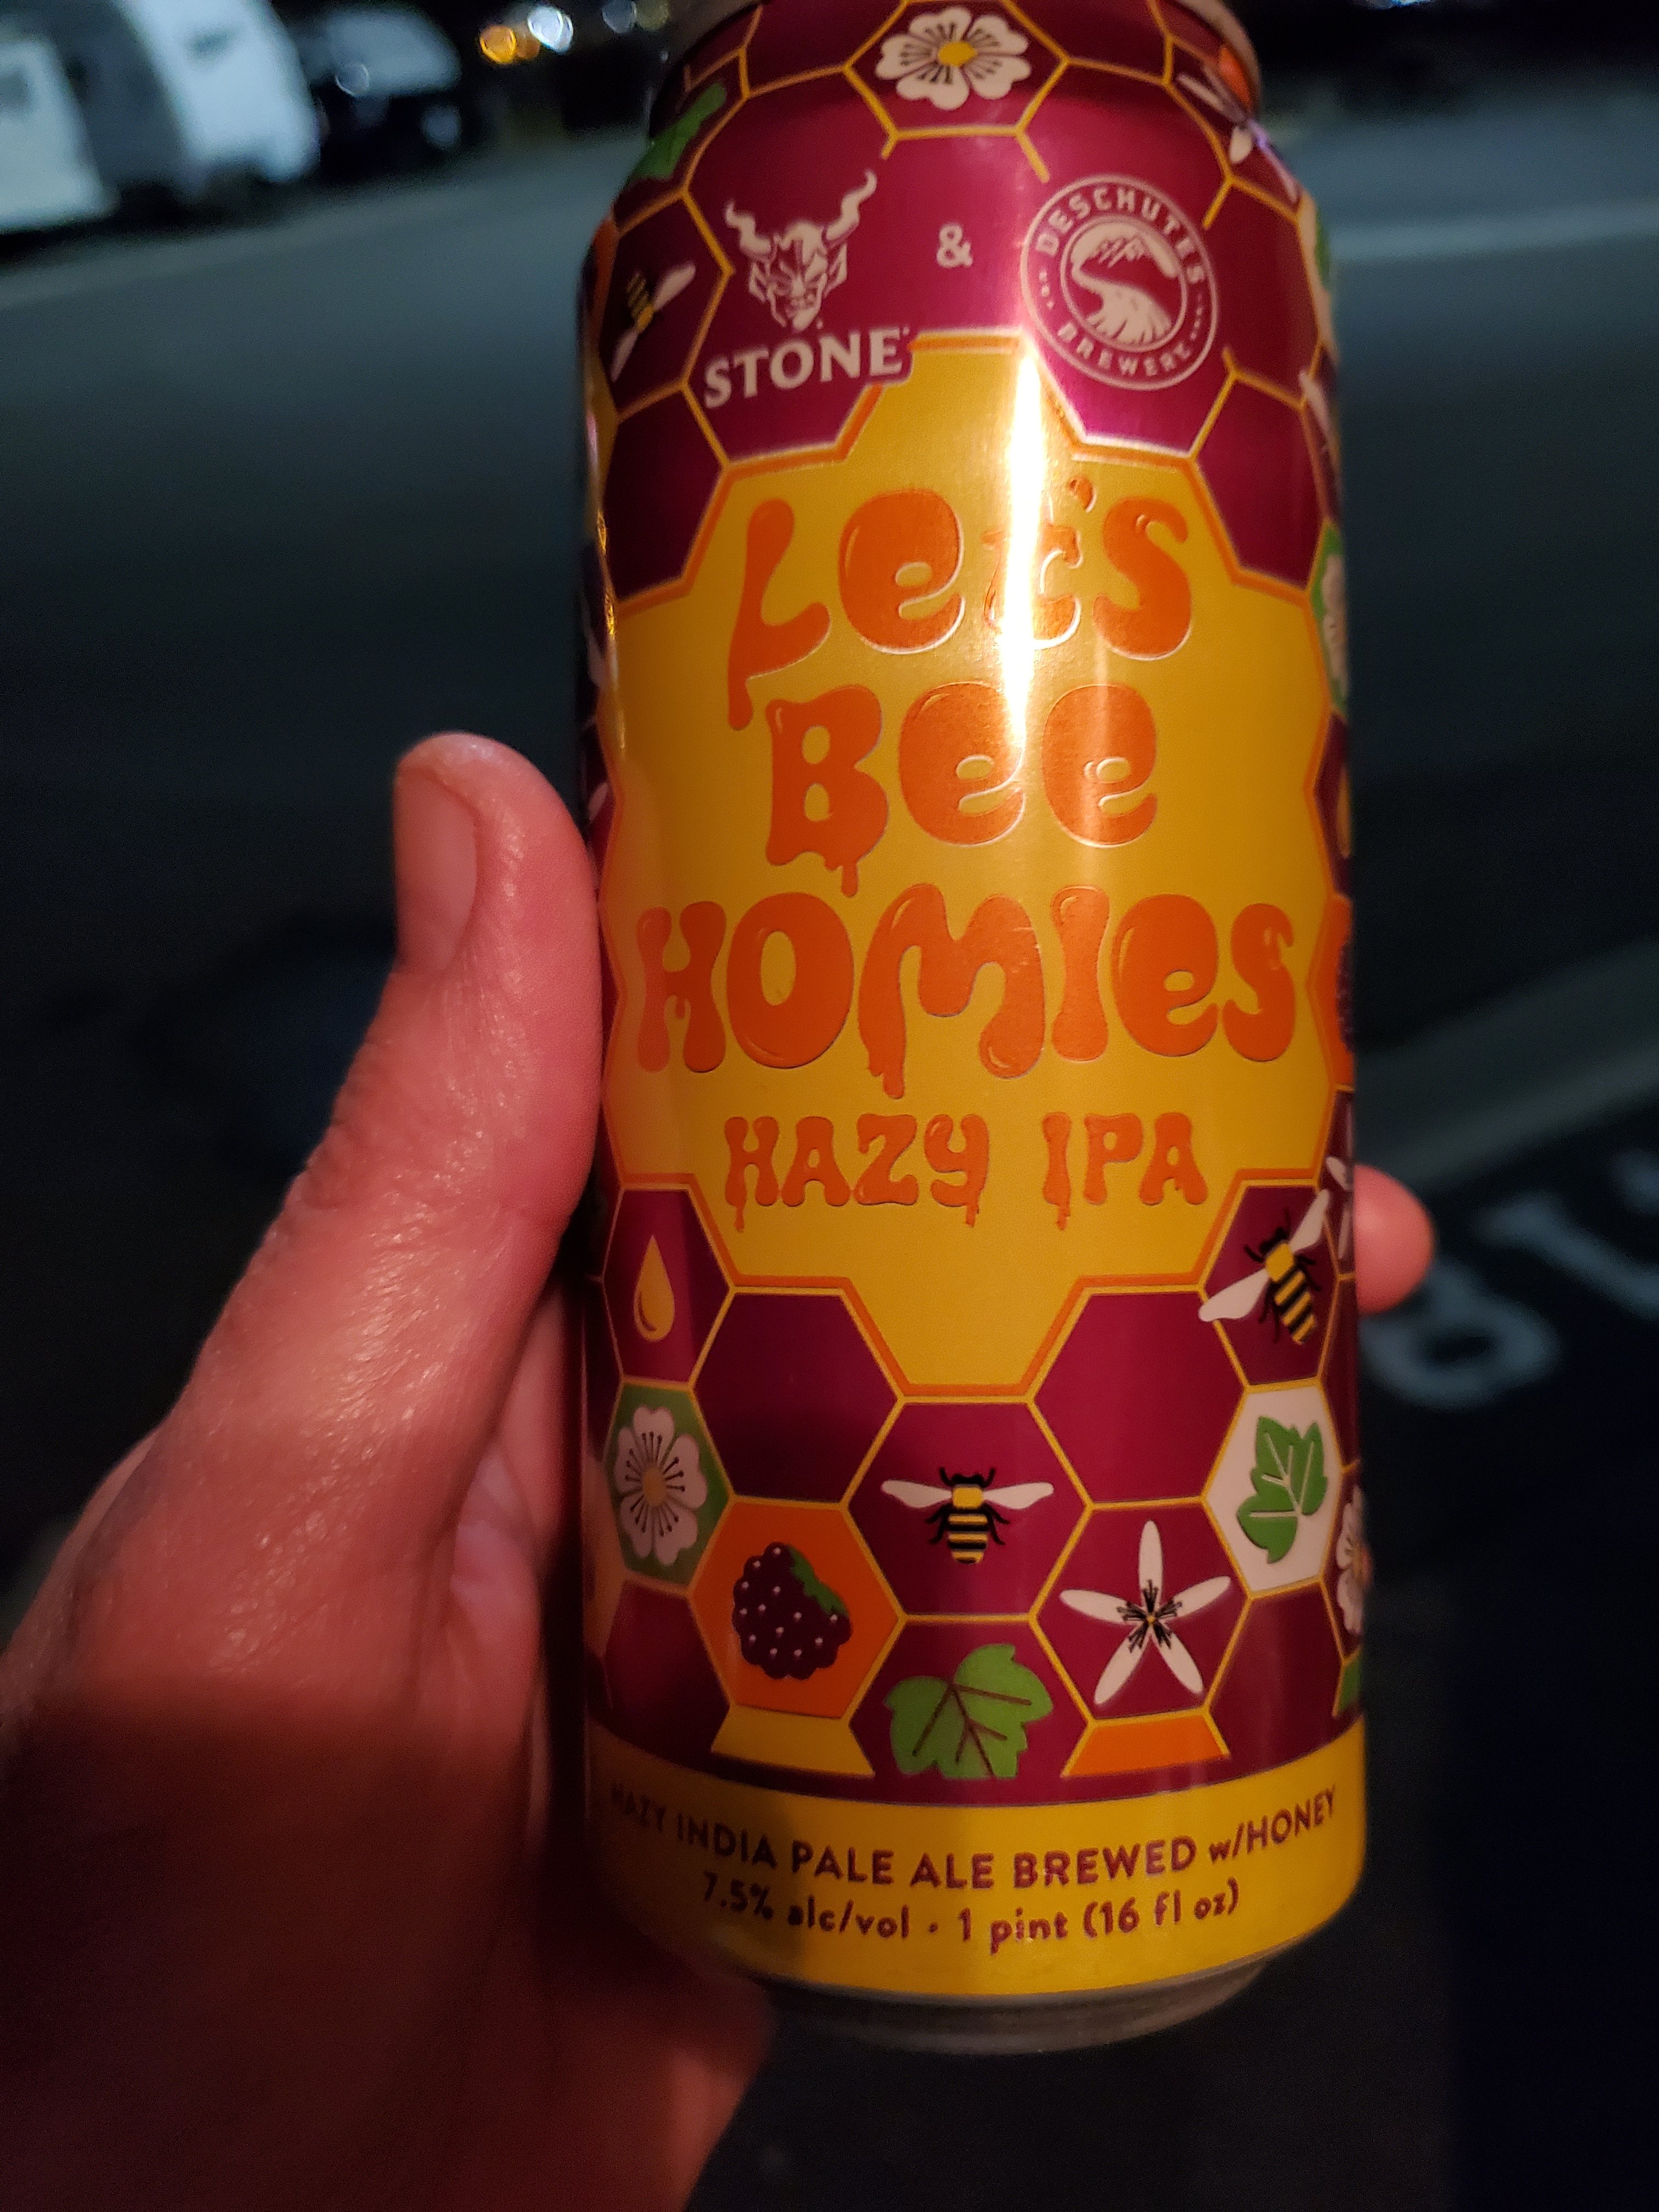 STONE & DESCHUTES BREWERY
Let's
Bee
Homies
Hazy IPA
HAZY INDIA PALE ALE BREWED w/HONEY
7.5% alc/vol • 1 pint (16 fl oz)